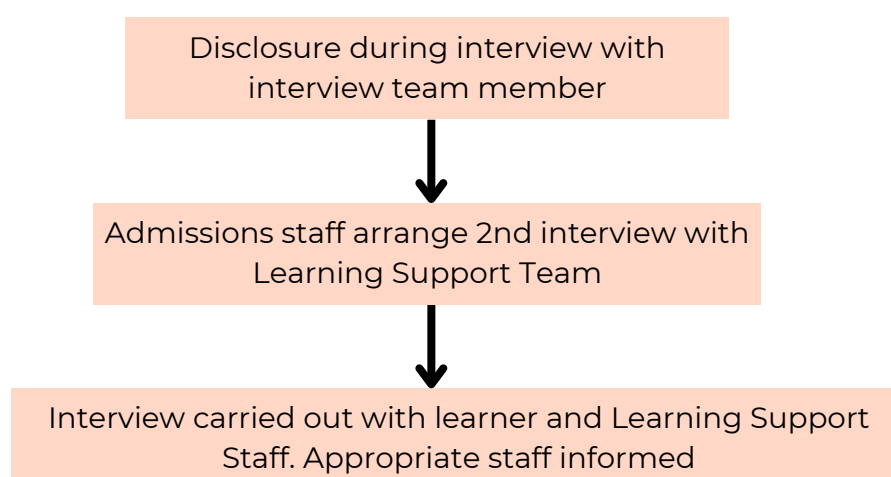 Disclosure during interview with
interview team member
Admissions staff arrange 2nd interview with
Learning Support Team
Interview carried out with learner and Learning Support
Staff. Appropriate staff informed